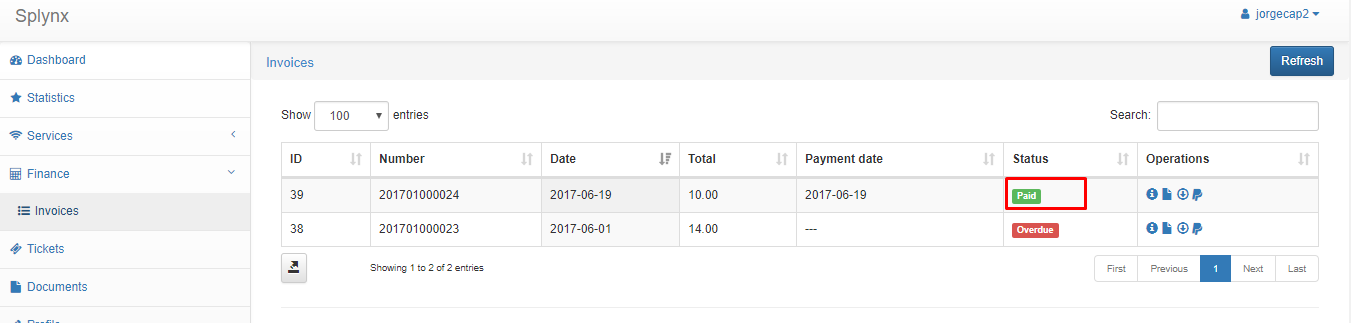 Splynx
jorgecap2
Dashboard
Statistics
Services
Finance
Invoices
Tickets
Documents
Profile
Invoices
Refresh
Show 100 entries
Search:
ID Number Date Total Payment date Status Operations
39 201701000024 2017-06-19 10.00 2017-06-19 Paid
38 201701000023 2017-06-01 14.00 --- Overdue
Showing 1 to 2 of 2 entries
First Previous 1 Next Last